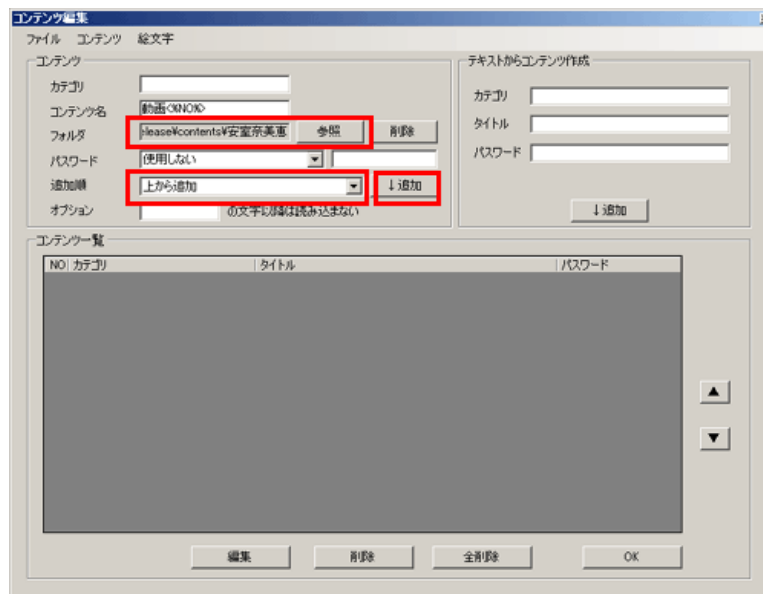 コンテンツ編集
ファイル コンテンツ 絵文字
コンテンツ
カテゴリ
コンテンツ名 動画<%NO%>
フォルダ elease¥contents¥安室奈美恵 参照 削除
パスワード 使用しない
追加順 上から追加 ↓追加
オプション の文字以降は読み込まない
テキストからコンテンツ作成
カテゴリ
タイトル
パスワード
↓追加
コンテンツ一覧
NO カテゴリ タイトル パスワード
▲
▼
編集 削除 全削除 OK